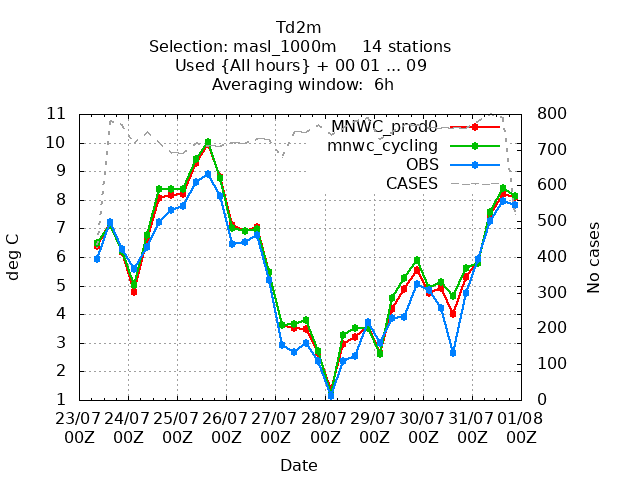 Td2m
Selection: masl_1000m 14 stations
Used {All hours} + 00 01 ... 09
Averaging window: 6h
11
10
9
8
7
6
5
4
3
2
1
800
700
600
500
400
300
200
100
0
MNWC_prod0
mnwc_cycling
OBS
CASES
deg C
No cases
23/07 24/07 25/07 26/07 27/07 28/07 29/07 30/07 31/07 01/08
00Z 00Z 00Z 00Z 00Z 00Z 00Z 00Z 00Z 00Z
Date